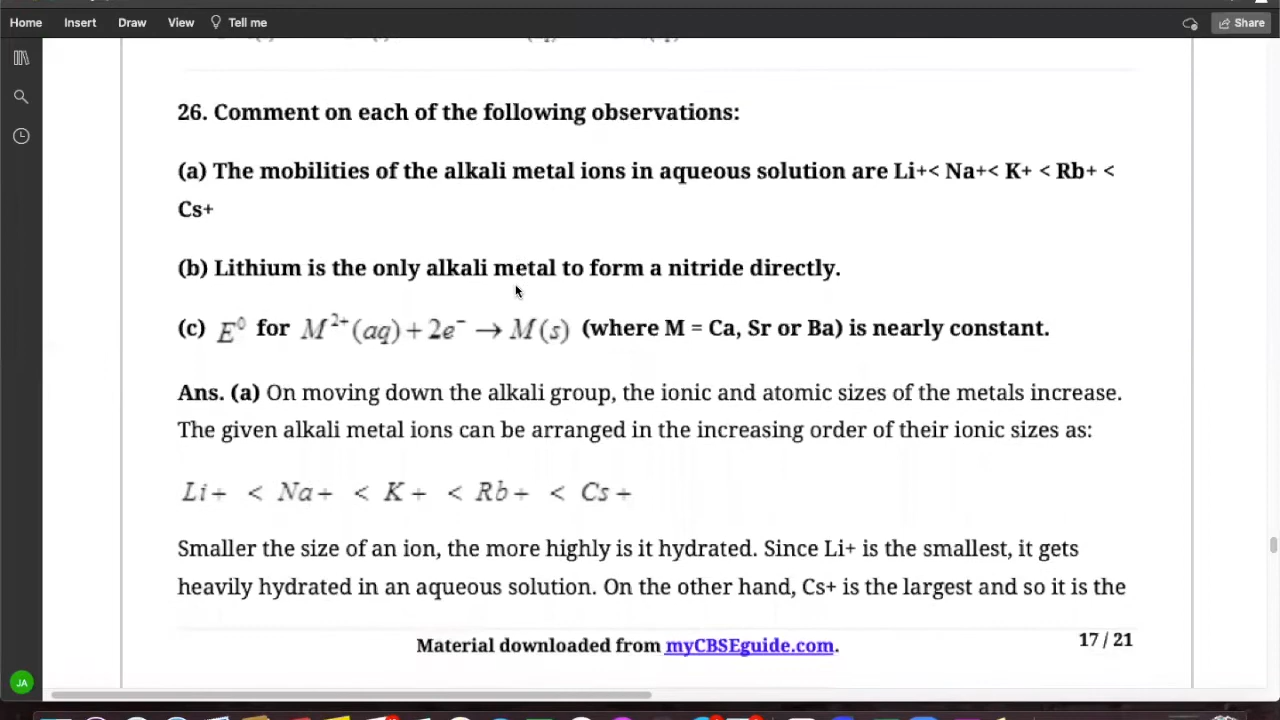 Home Insert Draw View Tell me Share
26. Comment on each of the following observations:
(a) The mobilities of the alkali metal ions in aqueous solution are Li+< Na+< K+ < Rb+ <
Cs+
(b) Lithium is the only alkali metal to form a nitride directly.
(c) E⁰ for M²⁺(aq) + 2e⁻ → M(s) (where M = Ca, Sr or Ba) is nearly constant.
Ans. (a) On moving down the alkali group, the ionic and atomic sizes of the metals increase.
The given alkali metal ions can be arranged in the increasing order of their ionic sizes as:
Li+ < Na+ < K+ < Rb+ < Cs+
Smaller the size of an ion, the more highly is it hydrated. Since Li+ is the smallest, it gets
heavily hydrated in an aqueous solution. On the other hand, Cs+ is the largest and so it is the
Material downloaded from myCBSEguide.com. 17 / 21
JA